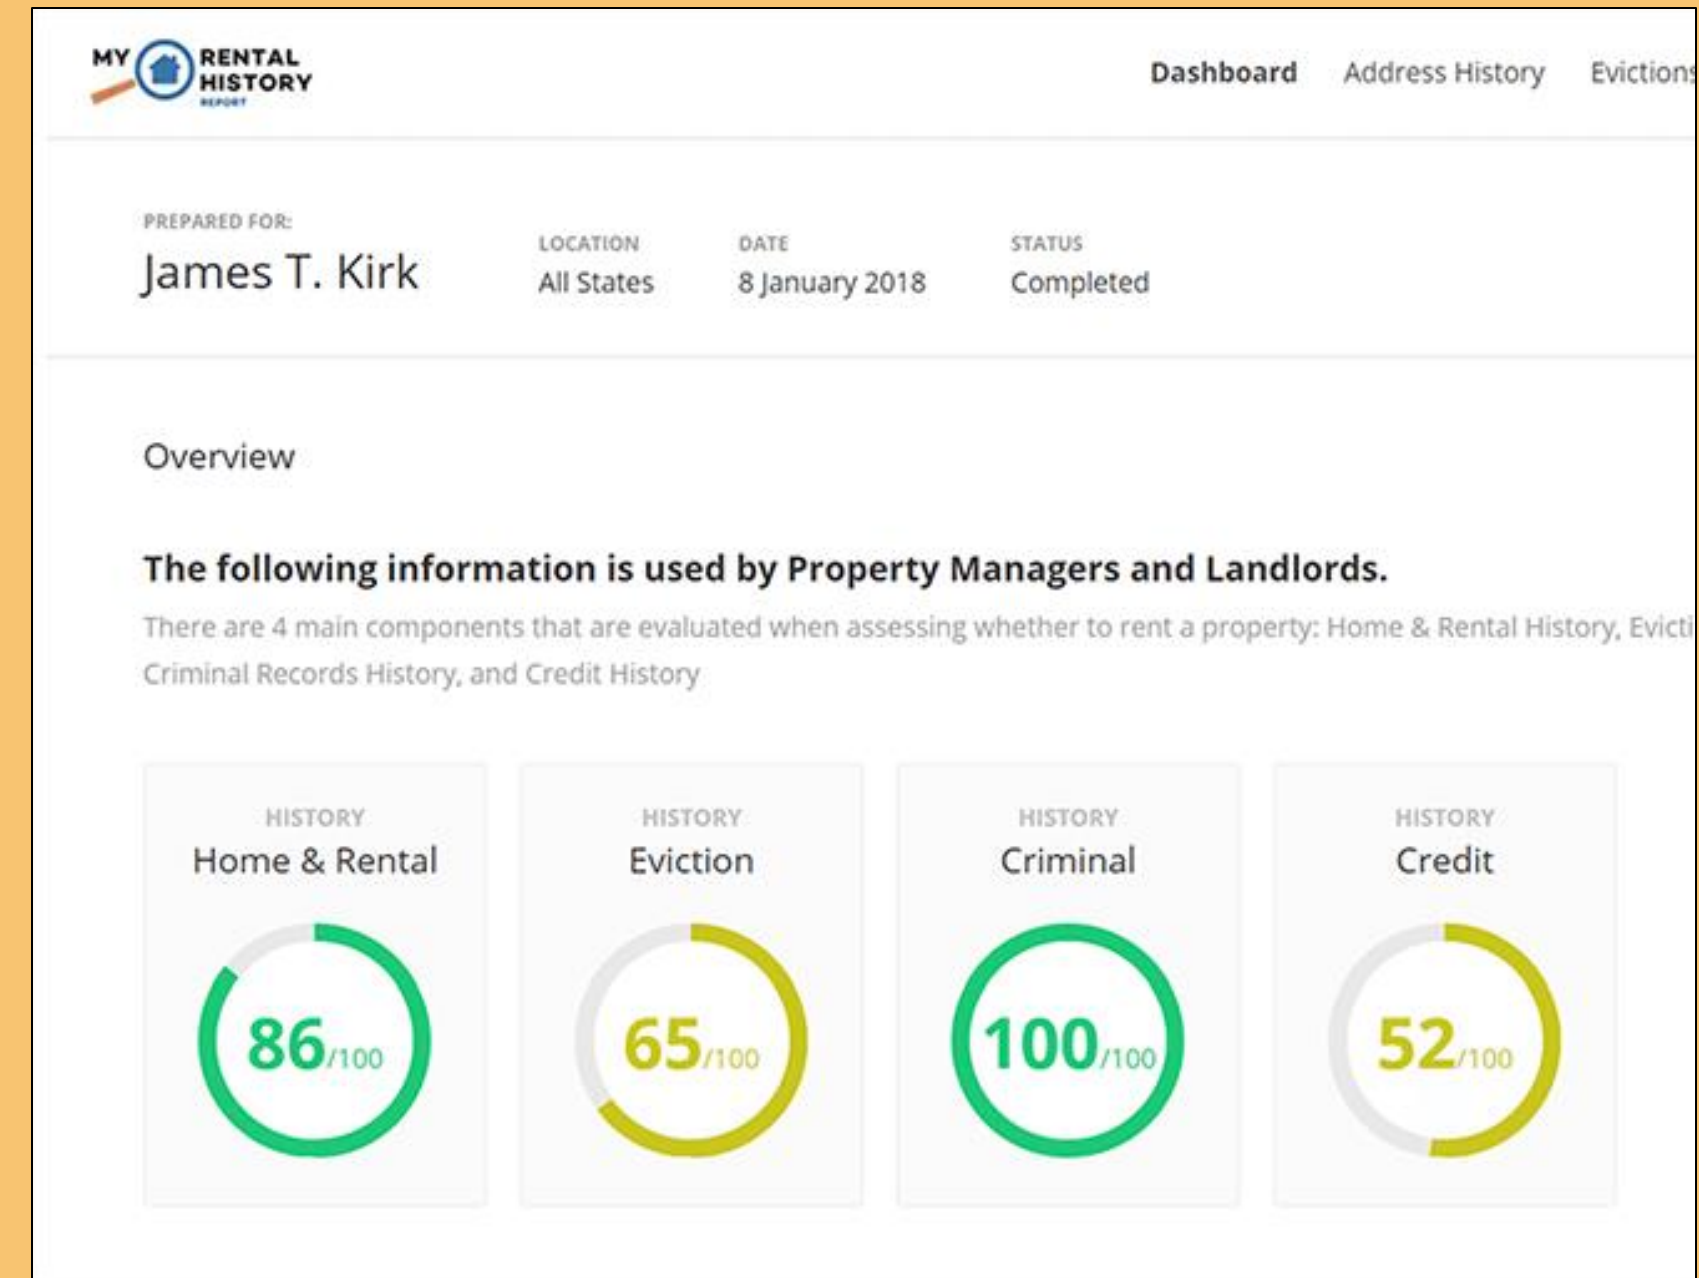 MY RENTAL
HISTORY
REPORT
Dashboard Address History Evictions
PREPARED FOR:
James T. Kirk
LOCATION
All States
DATE
8 January 2018
STATUS
Completed
Overview
The following information is used by Property Managers and Landlords.
There are 4 main components that are evaluated when assessing whether to rent a property: Home & Rental History, Evicti
Criminal Records History, and Credit History
HISTORY
Home & Rental
86/100
HISTORY
Eviction
65/100
HISTORY
Criminal
100/100
HISTORY
Credit
52/100